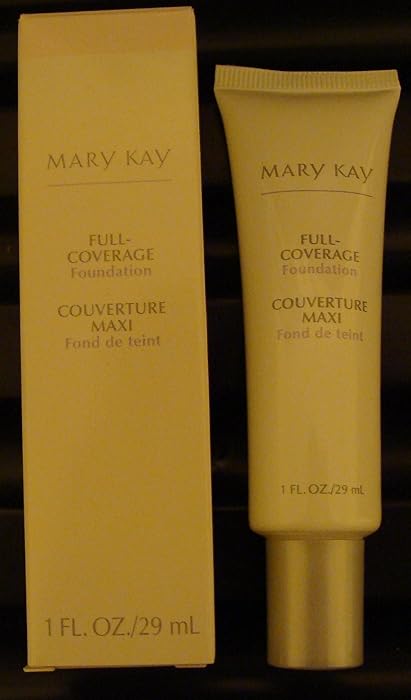 MARY KAY
FULL-
COVERAGE
Foundation
COUVERTURE
MAXI
Fond de teint
1 FL. OZ./29 mL
MARY KAY
FULL-
COVERAGE
Foundation
COUVERTURE
MAXI
Fond de teint
1 FL. OZ./29 mL